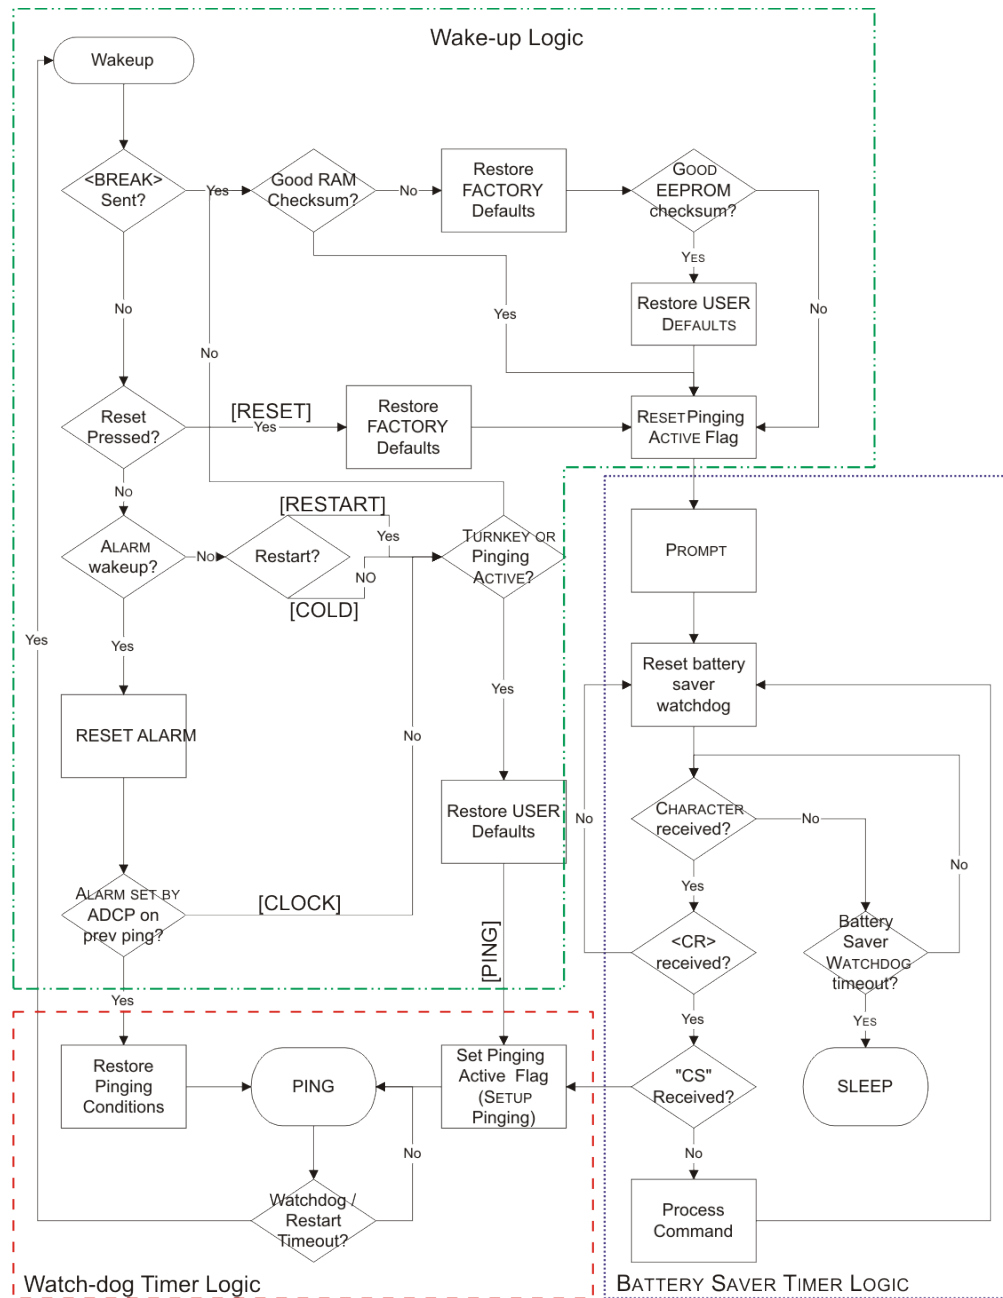 Wake-up Logic
Wakeup
<BREAK>
Sent?
Yes
Good RAM
Checksum?
No
Restore
FACTORY
Defaults
GOOD
EEPROM
checksum?
YES
No
Restore USER
DEFAULTS
Yes
No
No
Reset
Pressed?
[RESET]
Yes
Restore
FACTORY
Defaults
RESET Pinging
ACTIVE Flag
No
ALARM
wakeup?
No
Restart?
[RESTART]
Yes
NO
[COLD]
TURNKEY OR
Pinging
ACTIVE?
PROMPT
Yes
Yes
Yes
Reset battery
saver
watchdog
RESET ALARM
No
Restore USER
Defaults
CHARACTER
received?
No
No
No
Yes
ALARM SET BY
ADCP on
prev ping?
[CLOCK]
[PING]
<CR>
received?
Battery
Saver
WATCHDOG
timeout?
Yes
Yes
YES
Restore
Pinging
Conditions
PING
Set Pinging
Active Flag
(SETUP
Pinging)
"CS"
Received?
SLEEP
No
No
Watchdog /
Restart
Timeout?
Process
Command
Watch-dog Timer Logic
BATTERY SAVER TIMER LOGIC